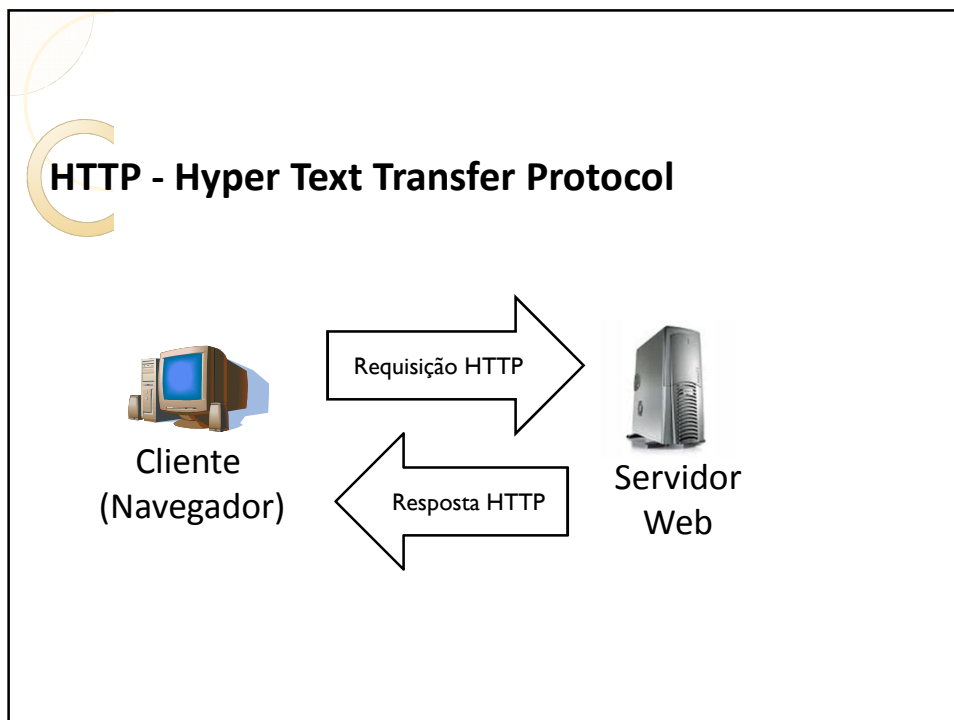 HTTP - Hyper Text Transfer Protocol
Requisição HTTP
Cliente
(Navegador)
Resposta HTTP
Servidor
Web